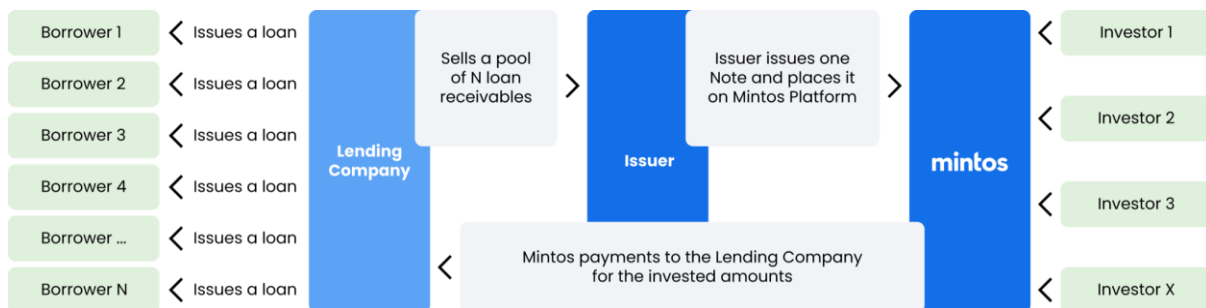 Borrower 1
Issues a loan
Borrower 2
Issues a loan
Borrower 3
Issues a loan
Borrower 4
Issues a loan
Borrower ...
Issues a loan
Borrower N
Issues a loan
Lending
Company
Sells a pool
of N loan
receivables
Issuer
Issuer issues one
Note and places it
on Mintos Platform
mintos
Mintos payments to the Lending Company
for the invested amounts
Investor 1
Investor 2
Investor 3
Investor X